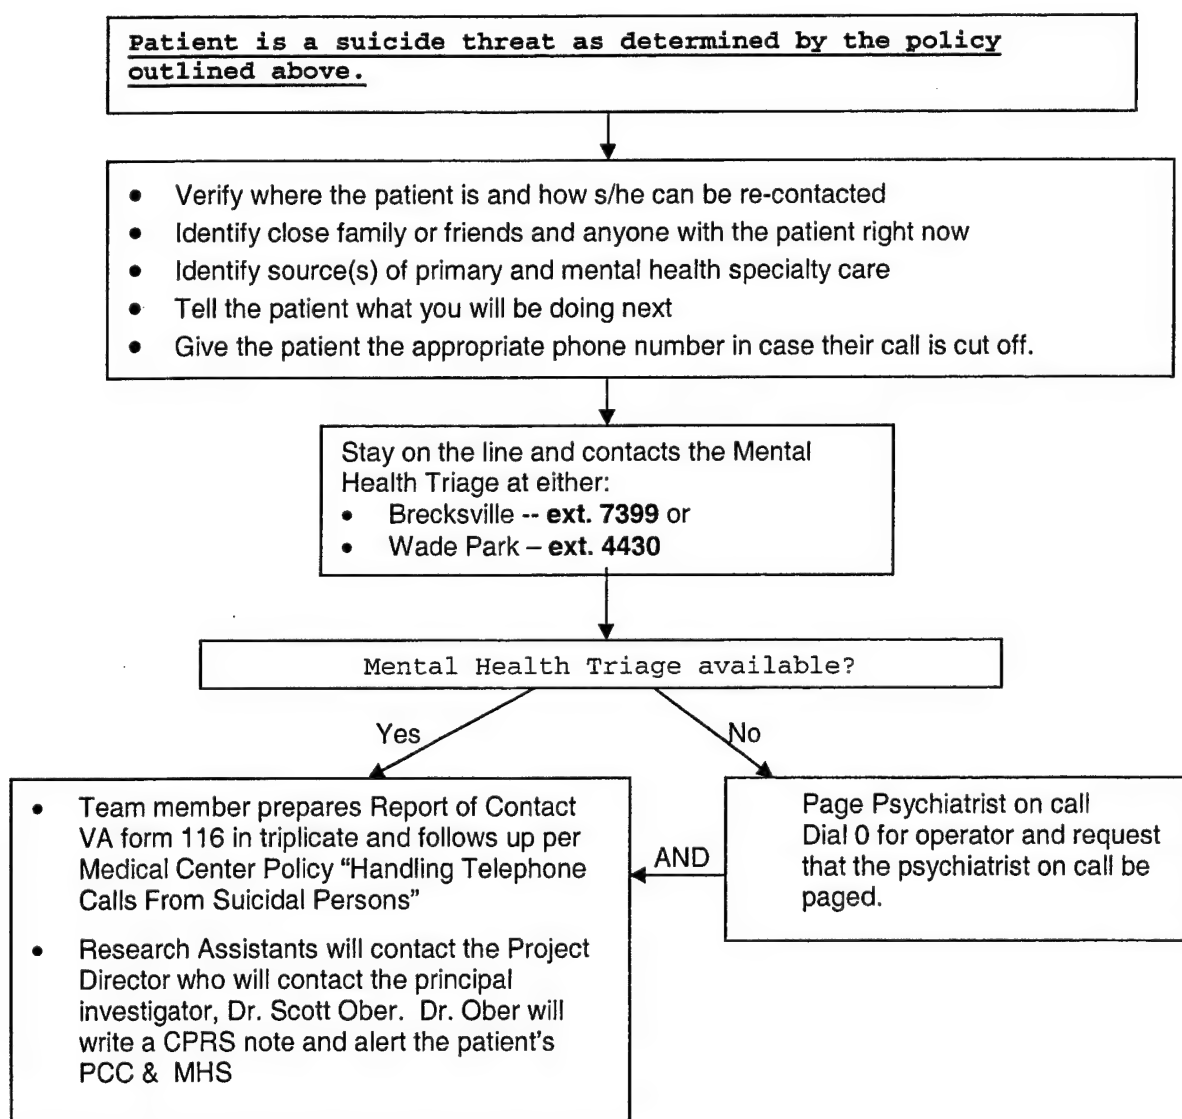 Patient is a suicide threat as determined by the policy
outlined above.
• Verify where the patient is and how s/he can be re-contacted
• Identify close family or friends and anyone with the patient right now
• Identify source(s) of primary and mental health specialty care
• Tell the patient what you will be doing next
• Give the patient the appropriate phone number in case their call is cut off.
Stay on the line and contacts the Mental
Health Triage at either:
• Brecksville -- ext. 7399 or
• Wade Park – ext. 4430
Mental Health Triage available?
Yes
No
• Team member prepares Report of Contact
VA form 116 in triplicate and follows up per
Medical Center Policy “Handling Telephone
Calls From Suicidal Persons”
• Research Assistants will contact the Project
Director who will contact the principal
investigator, Dr. Scott Ober. Dr. Ober will
write a CPRS note and alert the patient’s
PCC & MHS
AND
Page Psychiatrist on call
Dial 0 for operator and request
that the psychiatrist on call be
paged.